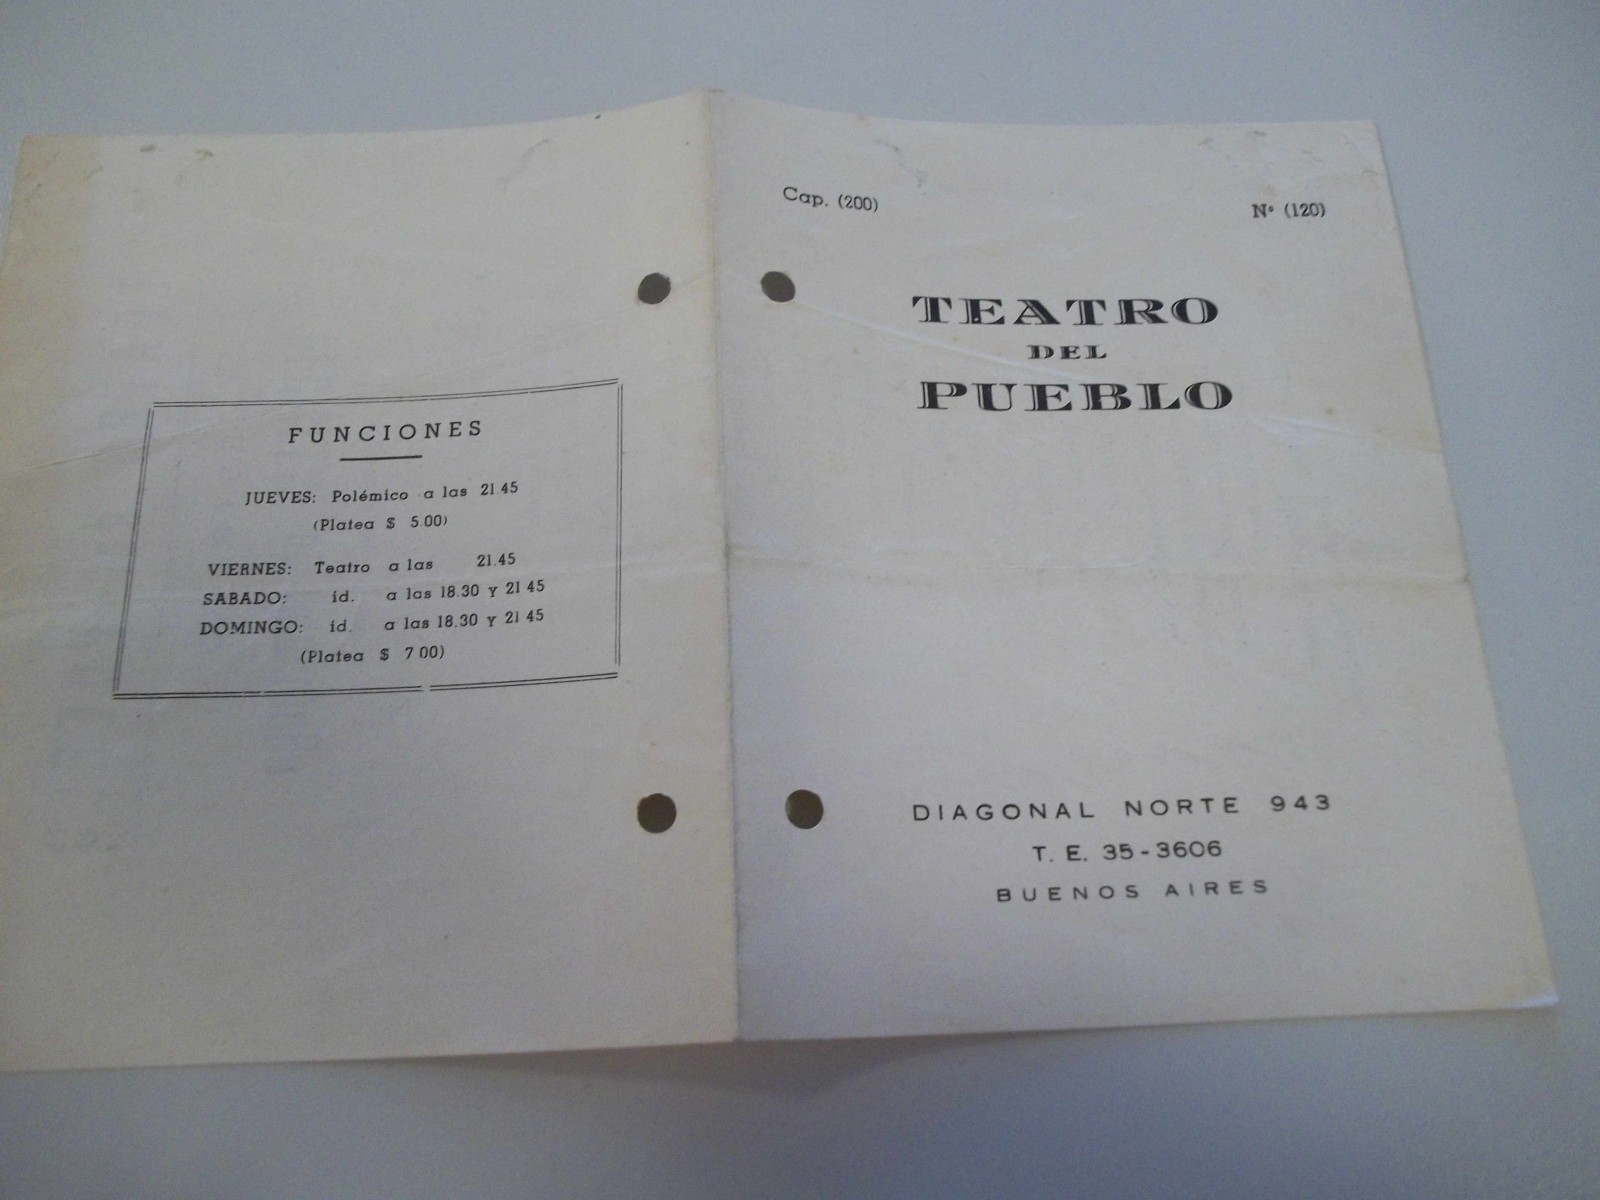 FUNCIONES
JUEVES: Polémico a las 21.45
(Platea $ 5.00)
VIERNES: Teatro a las 21.45
SABADO: id. a las 18.30 y 21 45
DOMINGO: id. a las 18.30 y 21 45
(Platea $ 7 00)
Cap. (200)
Nº (120)
TEATRO
DEL
PUEBLO
DIAGONAL NORTE 943
T. E. 35-3606
BUENOS AIRES